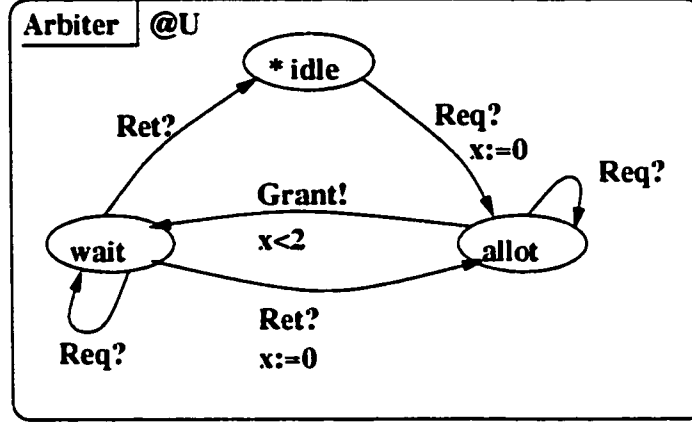 Arbiter @U
* idle
Ret?
Req?
x:=0
Req?
Grant!
wait
x<2
allot
Ret?
x:=0
Req?